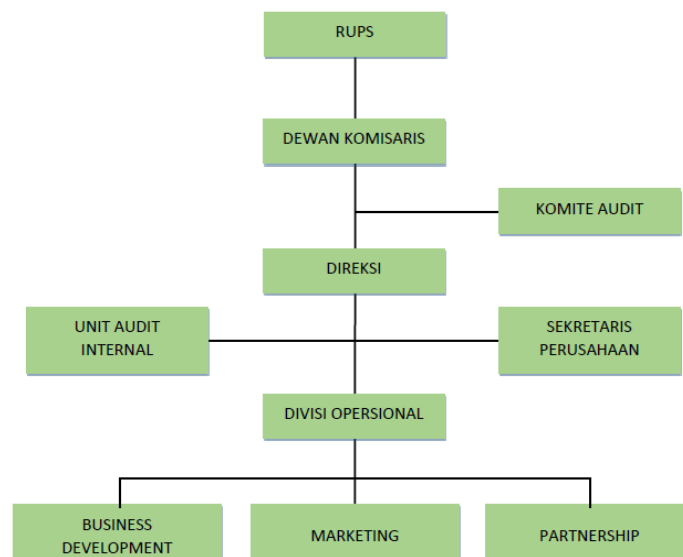 RUPS
DEWAN KOMISARIS
KOMITE AUDIT
DIREKSI
UNIT AUDIT
INTERNAL
SEKRETARIS
PERUSAHAAN
DIVISI OPERSIONAL
BUSINESS
DEVELOPMENT
MARKETING
PARTNERSHIP